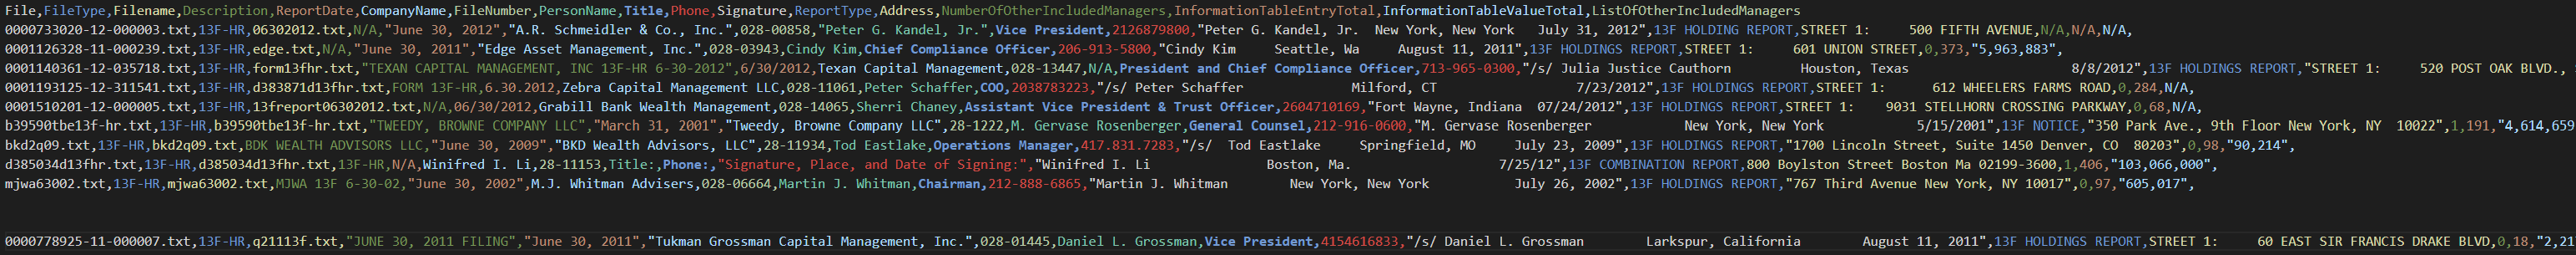 File,FileType,Filename,Description,ReportDate,CompanyName,FileNumber,PersonName,Title,Phone,Signature,ReportType,Address,NumberOfOtherIncludedManagers,InformationTableEntryTotal,InformationTableValueTotal,ListOfOtherIncludedManagers
0000733020-12-000003.txt,13F-HR,06302012.txt,N/A,"June 30, 2012","A.R. Schmeidler & Co., Inc.",028-00858,"Peter G. Kandel, Jr.",Vice President,2126879800,"Peter G. Kandel, Jr.  New York, New York   July 31, 2012",13F HOLDING REPORT,STREET 1:     500 FIFTH AVENUE,N/A,N/A,N/A,
0001126328-11-000239.txt,13F-HR,edge.txt,N/A,"June 30, 2011","Edge Asset Management, Inc.",028-03943,Cindy Kim,Chief Compliance Officer,206-913-5800,"Cindy Kim     Seattle, Wa     August 11, 2011",13F HOLDINGS REPORT,STREET 1:     601 UNION STREET,0,373,"5,963,883",
0001140361-12-035718.txt,13F-HR,form13fhr.txt,"TEXAN CAPITAL MANAGEMENT, INC 13F-HR 6-30-2012",6/30/2012,Texan Capital Management,028-13447,N/A,President and Chief Compliance Officer,713-965-0300,"/s/ Julia Justice Cauthorn         Houston, Texas                     8/8/2012",13F HOLDINGS REPORT,"STREET 1:     520 POST OAK BLVD.,
0001193125-12-311541.txt,13F-HR,d383871d13fhr.txt,FORM 13F-HR,6.30.2012,Zebra Capital Management LLC,028-11061,Peter Schaffer,COO,2038783223,"/s/ Peter Schaffer              Milford, CT                  7/23/2012",13F HOLDINGS REPORT,STREET 1:      612 WHEELERS FARMS ROAD,0,284,N/A,
0001510201-12-000005.txt,13F-HR,13freport06302012.txt,N/A,06/30/2012,Grabill Bank Wealth Management,028-14065,Sherri Chaney,Assistant Vice President & Trust Officer,2604710169,"Fort Wayne, Indiana  07/24/2012",13F HOLDINGS REPORT,STREET 1:    9031 STELLHORN CROSSING PARKWAY,0,68,N/A,
b39590tbe13f-hr.txt,13F-HR,b39590tbe13f-hr.txt,"TWEEDY, BROWNE COMPANY LLC","March 31, 2001","Tweedy, Browne Company LLC",28-1222,M. Gervase Rosenberger,General Counsel,212-916-0600,"M. Gervase Rosenberger            New York, New York            5/15/2001",13F NOTICE,"350 Park Ave., 9th Floor New York, NY  10022",1,191,"4,614,659
bkd2q09.txt,13F-HR,bkd2q09.txt,BDK WEALTH ADVISORS LLC,"June 30, 2009","BKD Wealth Advisors, LLC",28-11934,Tod Eastlake,Operations Manager,417.831.7283,"/s/  Tod Eastlake     Springfield, MO     July 23, 2009",13F HOLDINGS REPORT,"1700 Lincoln Street, Suite 1450 Denver, CO  80203",0,98,"90,214",
d385034d13fhr.txt,13F-HR,d385034d13fhr.txt,13F-HR,N/A,Winifred I. Li,28-11153,Title:,Phone:,"Signature, Place, and Date of Signing:","Winifred I. Li               Boston, Ma.                   7/25/12",13F COMBINATION REPORT,800 Boylston Street Boston Ma 02199-3600,1,406,"103,066,000",
mjwa63002.txt,13F-HR,mjwa63002.txt,MJWA 13F 6-30-02,"June 30, 2002",M.J. Whitman Advisers,028-06664,Martin J. Whitman,Chairman,212-888-6865,"Martin J. Whitman        New York, New York           July 26, 2002",13F HOLDINGS REPORT,"767 Third Avenue New York, NY 10017",0,97,"605,017",
0000778925-11-000007.txt,13F-HR,q21113f.txt,"JUNE 30, 2011 FILING","June 30, 2011","Tukman Grossman Capital Management, Inc.",028-01445,Daniel L. Grossman,Vice President,4154616833,"/s/ Daniel L. Grossman        Larkspur, California        August 11, 2011",13F HOLDINGS REPORT,STREET 1:     60 EAST SIR FRANCIS DRAKE BLVD,0,18,"2,21